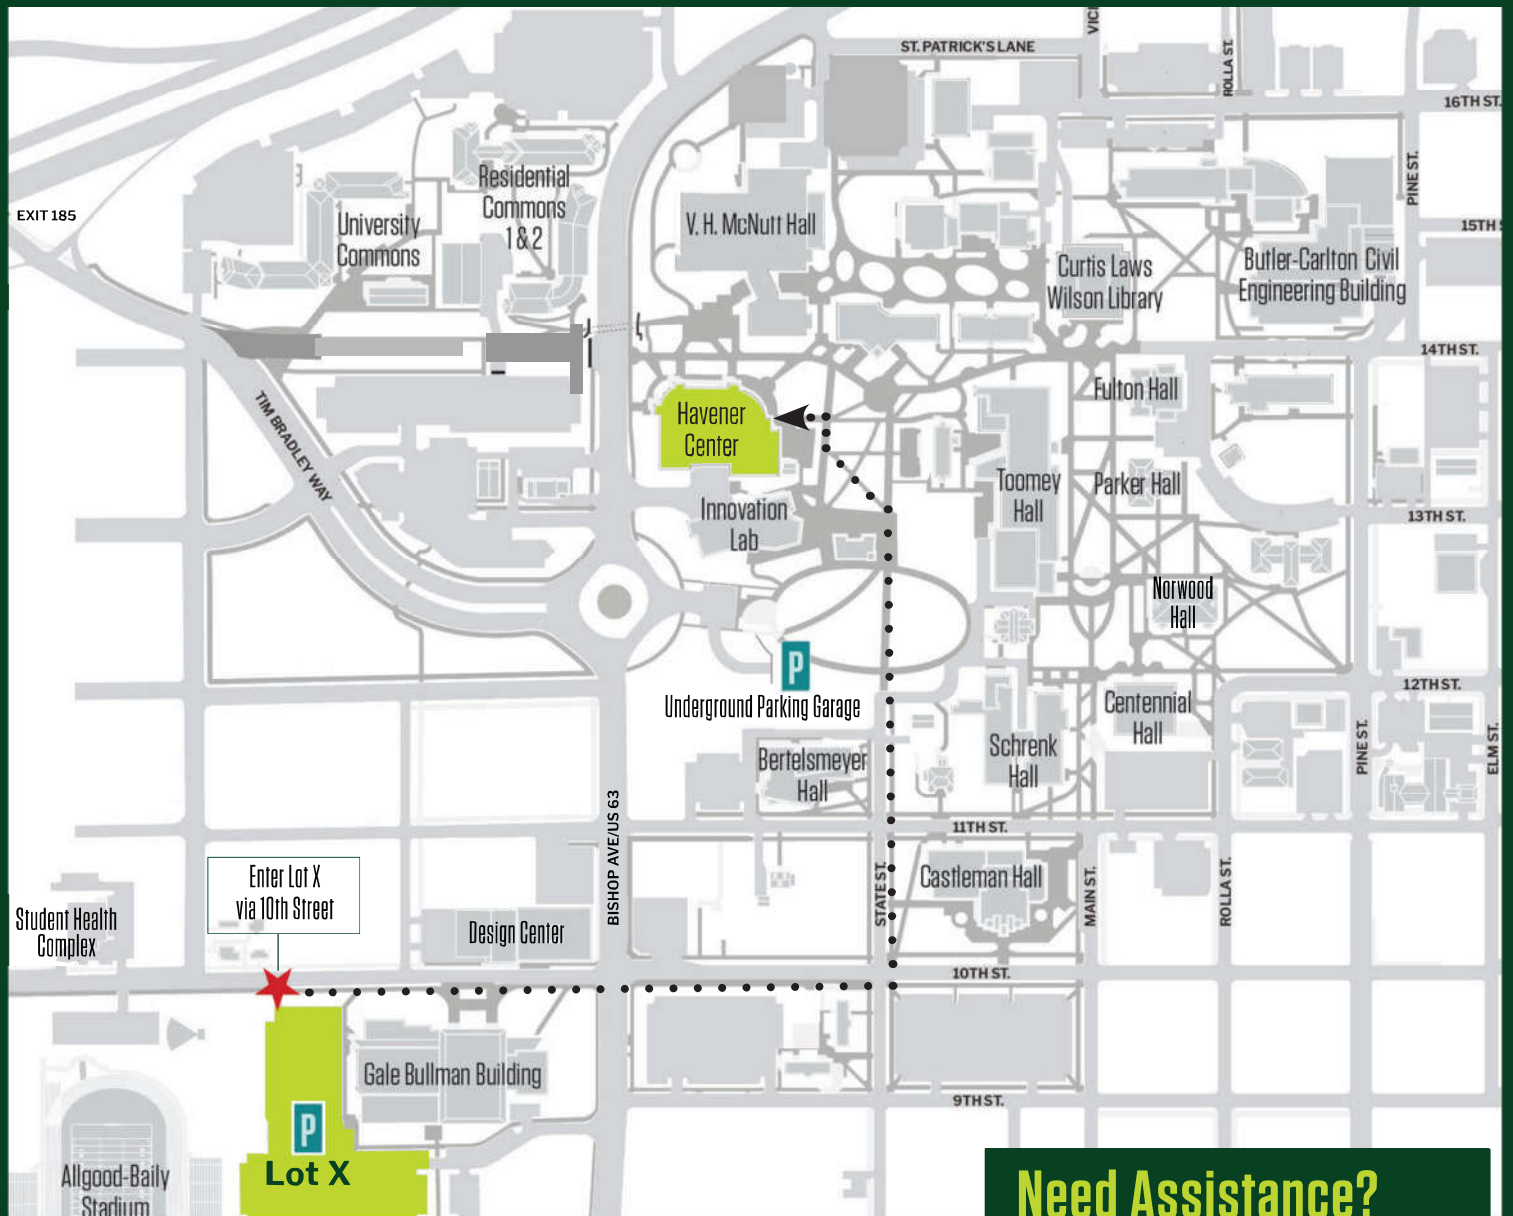 ST. PATRICK'S LANE
ROLLA ST.
16TH ST.
PINE ST.
EXIT 185
15TH
Residential
Commons
1 & 2
University
Commons
V. H. McNutt Hall
Curtis Laws
Wilson Library
Butler-Carlton Civil
Engineering Building
14TH ST.
TIM BRADLEY WAY
Havener
Center
Fulton Hall
Toomey
Hall
Parker Hall
Innovation
Lab
13TH ST.
Norwood
Hall
P
Underground Parking Garage
12TH ST.
Centennial
Hall
Schrenk
Hall
Bertelsmeyer
Hall
PINE ST.
ELM ST.
BISHOP AVE/US 63
11TH ST.
Enter Lot X
via 10th Street
STATE ST.
Castleman Hall
MAIN ST.
ROLLA ST.
Student Health
Complex
Design Center
10TH ST.
Gale Bullman Building
9TH ST.
P
Lot X
Allgood-Baily
Stadium
Need Assistance?